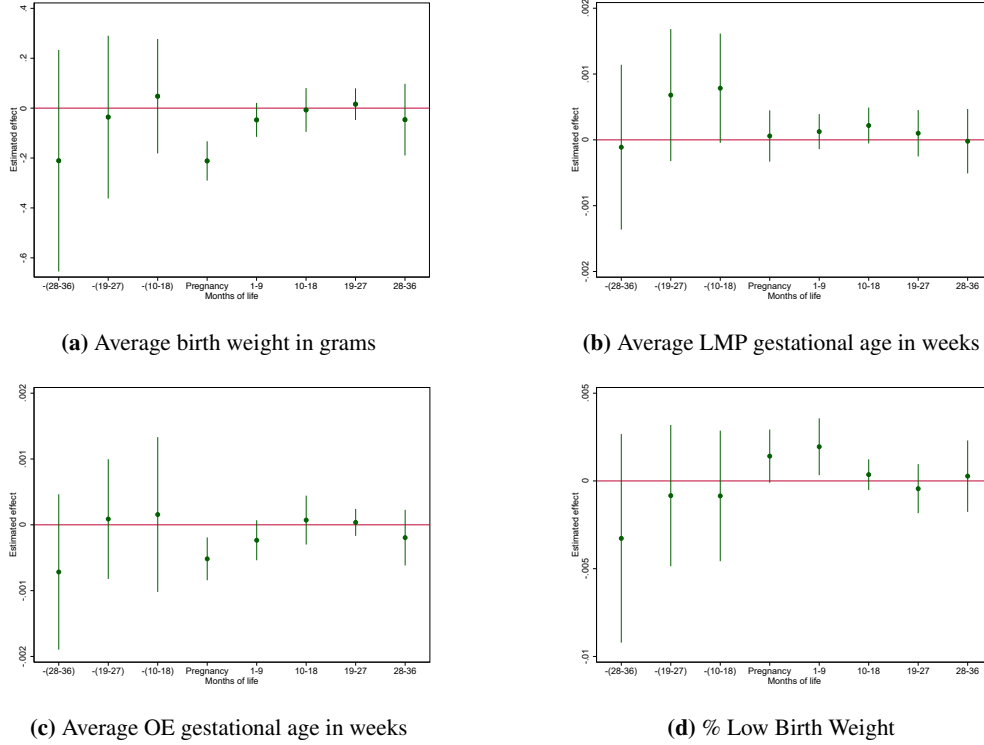 .4
.2
0
-.2
-.4
-.6
Estimated effect
-(28-36) -(19-27) -(10-18) Pregnancy 1-9 10-18 19-27 28-36
Months of life
(a) Average birth weight in grams
.002
.001
0
-.001
-.002
Estimated effect
-(28-36) -(19-27) -(10-18) Pregnancy 1-9 10-18 19-27 28-36
Months of life
(b) Average LMP gestational age in weeks
.002
.001
0
-.001
-.002
Estimated effect
-(28-36) -(19-27) -(10-18) Pregnancy 1-9 10-18 19-27 28-36
Months of life
(c) Average OE gestational age in weeks
.005
0
-.005
-.01
Estimated effect
-(28-36) -(19-27) -(10-18) Pregnancy 1-9 10-18 19-27 28-36
Months of life
(d) % Low Birth Weight